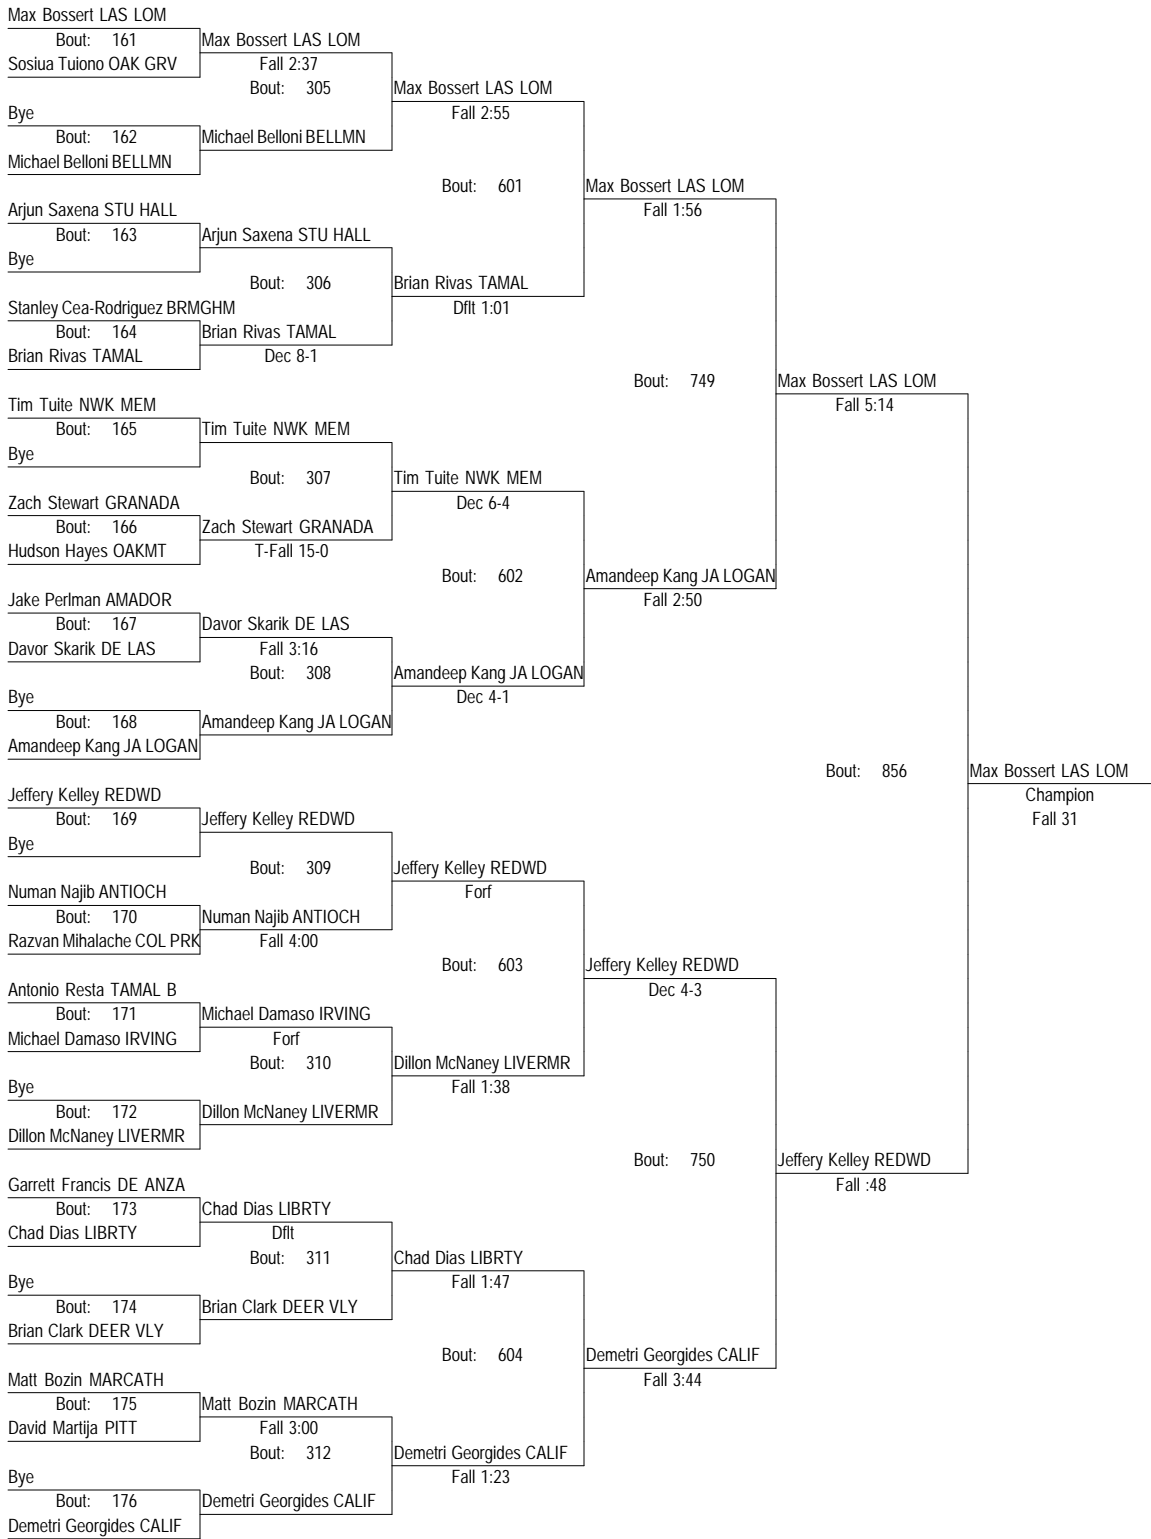 Max Bossert LAS LOM
Bout: 161
Sosiua Tuiono OAK GRV
Max Bossert LAS LOM
Fall 2:37
Bout: 305
Max Bossert LAS LOM
Fall 2:55
Bye
Bout: 162
Michael Belloni BELLMN
Michael Belloni BELLMN
Bout: 601
Max Bossert LAS LOM
Fall 1:56
Arjun Saxena STU HALL
Bout: 163
Bye
Arjun Saxena STU HALL
Bout: 306
Brian Rivas TAMAL
Dflt 1:01
Stanley Cea-Rodriguez BRMGHM
Bout: 164
Brian Rivas TAMAL
Brian Rivas TAMAL
Dec 8-1
Bout: 749
Max Bossert LAS LOM
Fall 5:14
Tim Tuite NWK MEM
Bout: 165
Bye
Tim Tuite NWK MEM
Bout: 307
Tim Tuite NWK MEM
Dec 6-4
Zach Stewart GRANADA
Bout: 166
Hudson Hayes OAKMT
Zach Stewart GRANADA
T-Fall 15-0
Bout: 602
Amandeep Kang JA LOGAN
Fall 2:50
Jake Perlman AMADOR
Bout: 167
Davor Skarik DE LAS
Davor Skarik DE LAS
Fall 3:16
Bout: 308
Amandeep Kang JA LOGAN
Dec 4-1
Bye
Bout: 168
Amandeep Kang JA LOGAN
Amandeep Kang JA LOGAN
Bout: 856
Max Bossert LAS LOM
Champion
Fall 31
Jeffery Kelley REDWD
Bout: 169
Bye
Jeffery Kelley REDWD
Bout: 309
Jeffery Kelley REDWD
Forf
Numan Najib ANTIOCH
Bout: 170
Razvan Mihalache COL PRK
Numan Najib ANTIOCH
Fall 4:00
Bout: 603
Jeffery Kelley REDWD
Dec 4-3
Antonio Resta TAMAL B
Bout: 171
Michael Damaso IRVING
Michael Damaso IRVING
Forf
Bout: 310
Dillon McNaney LIVERMR
Fall 1:38
Bye
Bout: 172
Dillon McNaney LIVERMR
Dillon McNaney LIVERMR
Bout: 750
Jeffery Kelley REDWD
Fall :48
Garrett Francis DE ANZA
Bout: 173
Chad Dias LIBRTY
Chad Dias LIBRTY
Dflt
Bout: 311
Chad Dias LIBRTY
Fall 1:47
Bye
Bout: 174
Brian Clark DEER VLY
Brian Clark DEER VLY
Bout: 604
Demetri Georgides CALIF
Fall 3:44
Matt Bozin MARCATH
Bout: 175
David Martija PITT
Matt Bozin MARCATH
Fall 3:00
Bout: 312
Demetri Georgides CALIF
Fall 1:23
Bye
Bout: 176
Demetri Georgides CALIF
Demetri Georgides CALIF